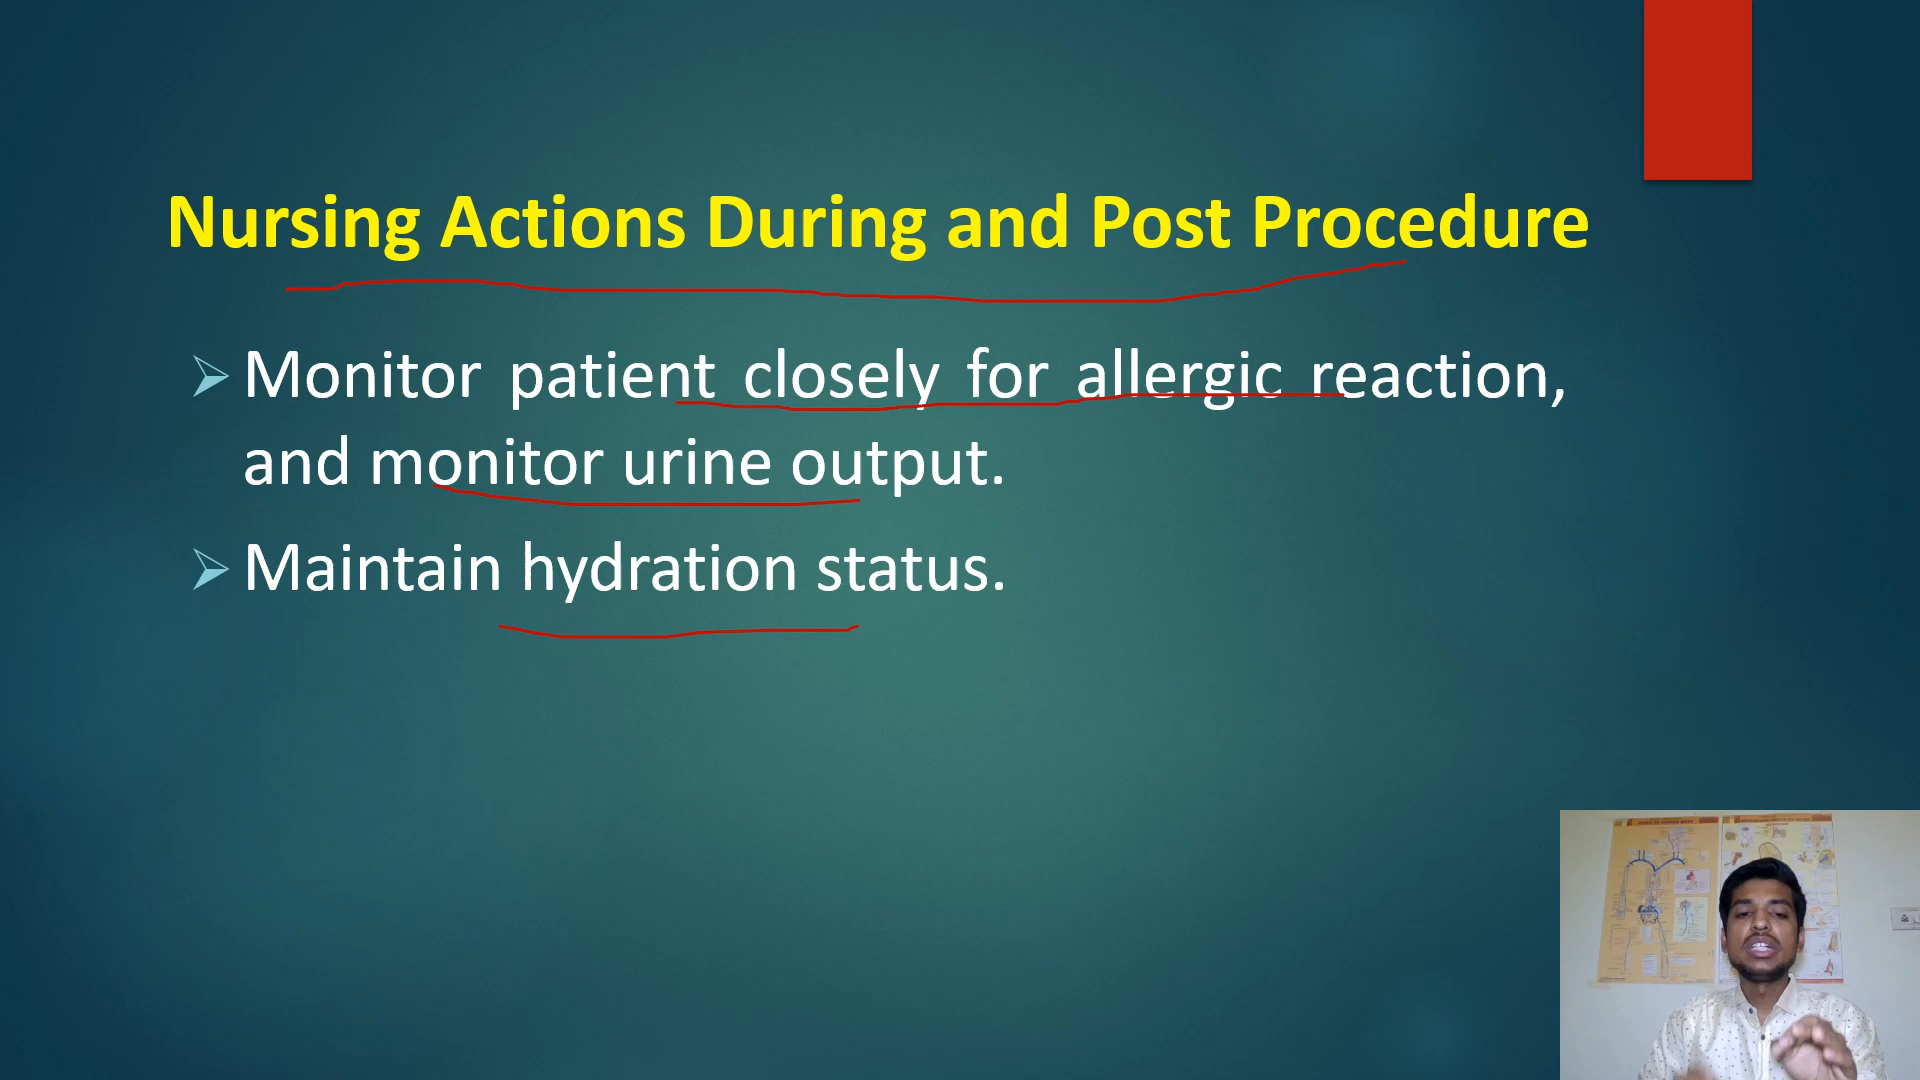 Nursing Actions During and Post Procedure
Monitor patient closely for allergic reaction,
and monitor urine output.
Maintain hydration status.